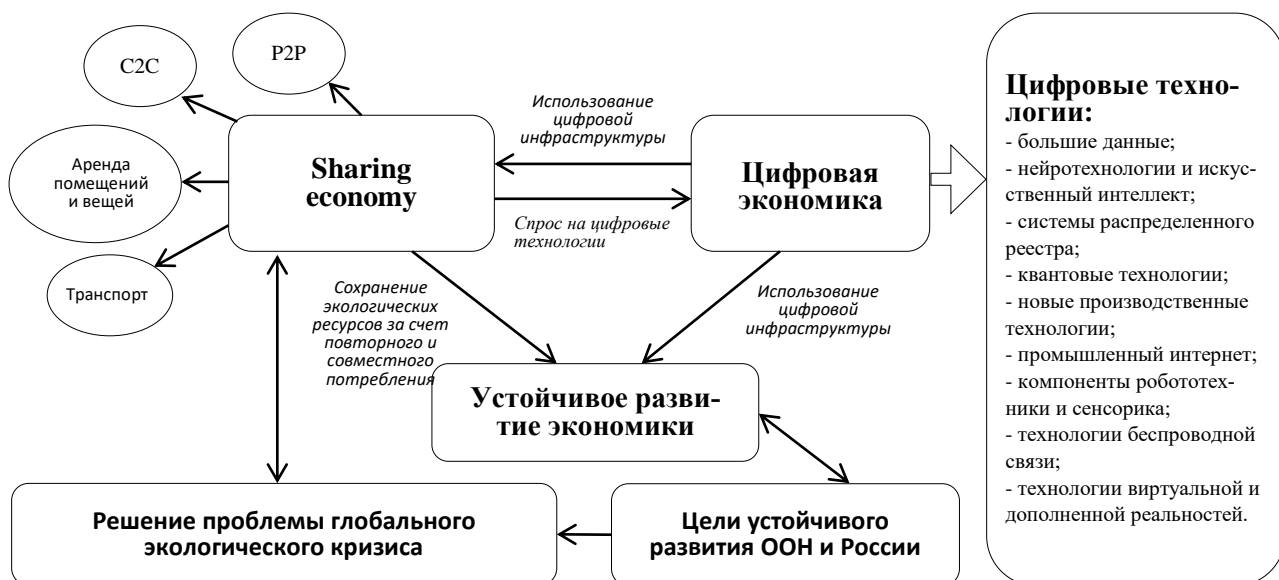 C2C
P2P
Аренда
помещений
и вещей
Транспорт
Sharing
economy
Использование
цифровой
инфраструктуры
Спрос на цифровые
технологии
Цифровая
экономика
Сохранение
экологических
ресурсов за счет
повторного и
совместного
потребления
Использование
цифровой
инфраструктуры
Устойчивое разви-
тие экономики
Решение проблемы глобального
экологического кризиса
Цели устойчивого
развития ООН и России
Цифровые техно-
логии:
- большие данные;
- нейротехнологии и искус-
ственный интеллект;
- системы распределенного
реестра;
- квантовые технологии;
- новые производственные
технологии;
- промышленный интернет;
- компоненты робототех-
ники и сенсорика;
- технологии беспроводной
связи;
- технологии виртуальной и
дополненной реальностей.